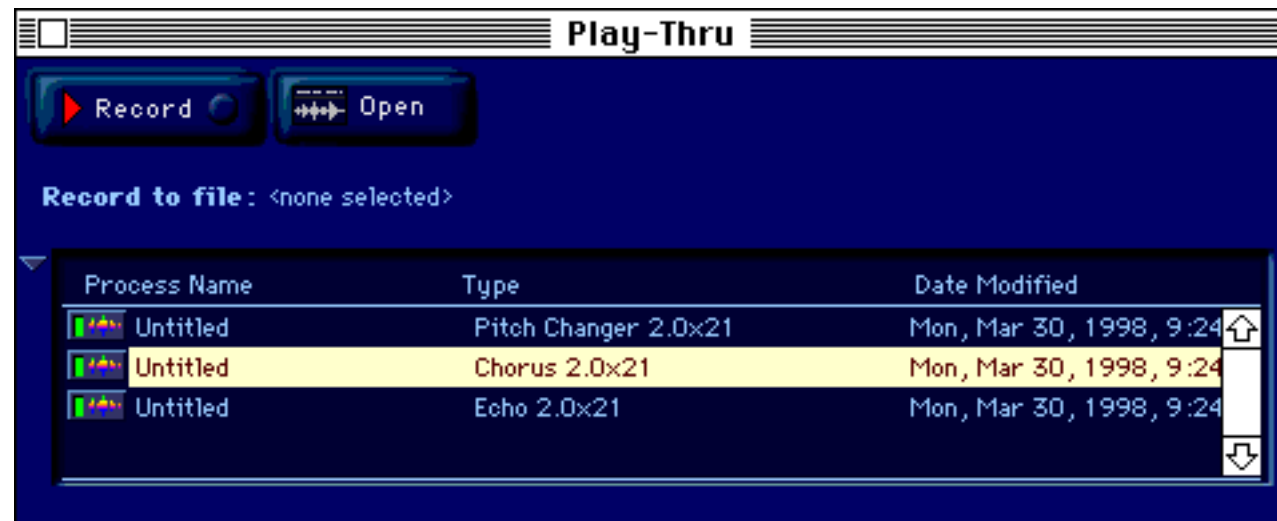 Play-Thru
Record Open
Record to file: <none selected>
Process Name Type Date Modified
Untitled Pitch Changer 2.0x21 Mon, Mar 30, 1998, 9:24
Untitled Chorus 2.0x21 Mon, Mar 30, 1998, 9:24
Untitled Echo 2.0x21 Mon, Mar 30, 1998, 9:24